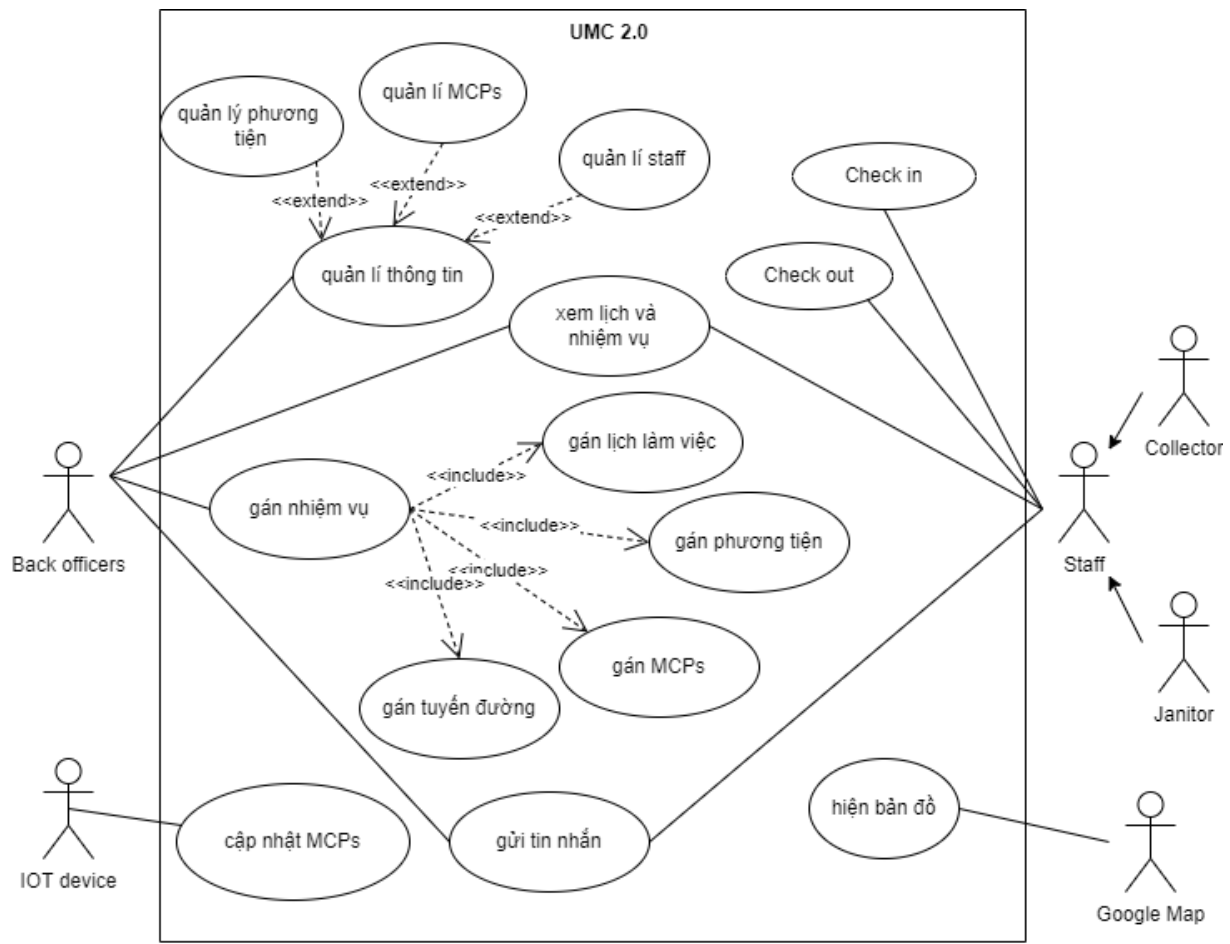 UMC 2.0
quản lý phương
tiện
quản lí MCPs
quản lí staff
Check in
<<extend>>
<<extend>>
<<extend>>
quản lí thông tin
Check out
xem lịch và
nhiệm vụ
gán lịch làm việc
Collector
<<include>>
gán nhiệm vụ
<<include>>
gán phương tiện
Back officers
Staff
<<include>>
<<include>>
gán MCPs
gán tuyến đường
Janitor
hiện bản đồ
cập nhật MCPs
gửi tin nhắn
IOT device
Google Map